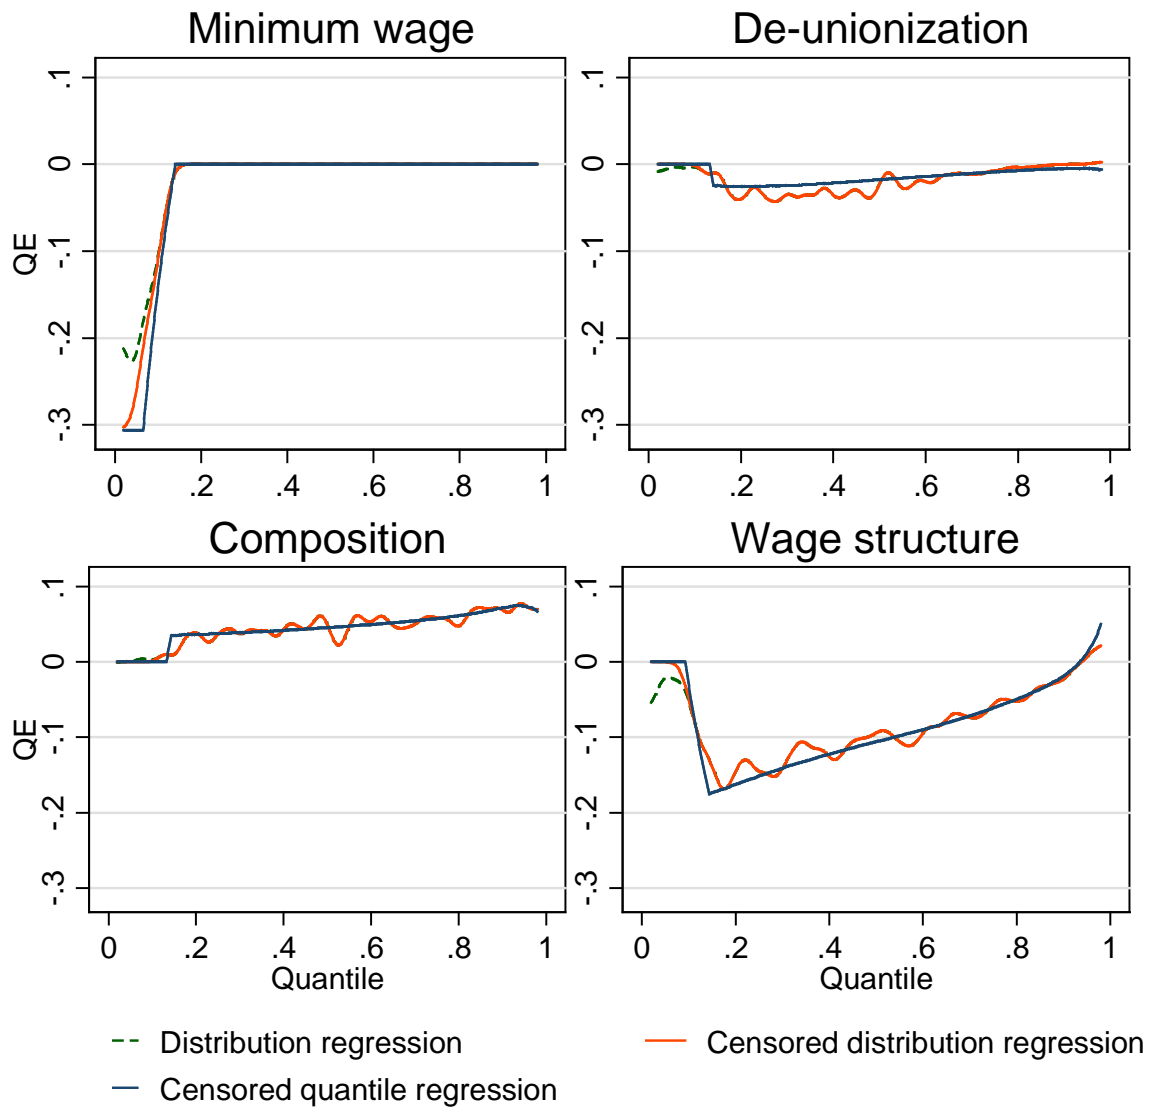 Minimum wage
De-unionization
QE
.1
0
-.1
-.2
-.3
0 .2 .4 .6 .8 1
.1
0
-.1
-.2
-.3
0 .2 .4 .6 .8 1
Composition
Wage structure
QE
.1
0
-.1
-.2
-.3
0 .2 .4 .6 .8 1
Quantile
.1
0
-.1
-.2
-.3
0 .2 .4 .6 .8 1
Quantile
Distribution regression
Censored distribution regression
Censored quantile regression